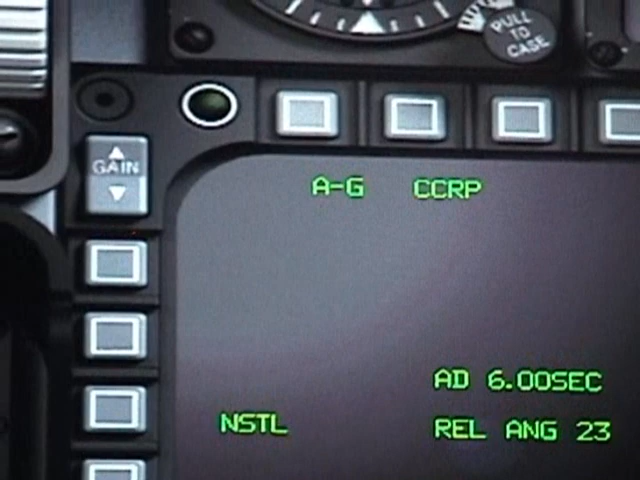 PULL
TO
CASE
GAIN
A-G CCRP
AD 6.00SEC
NSTL REL ANG 23